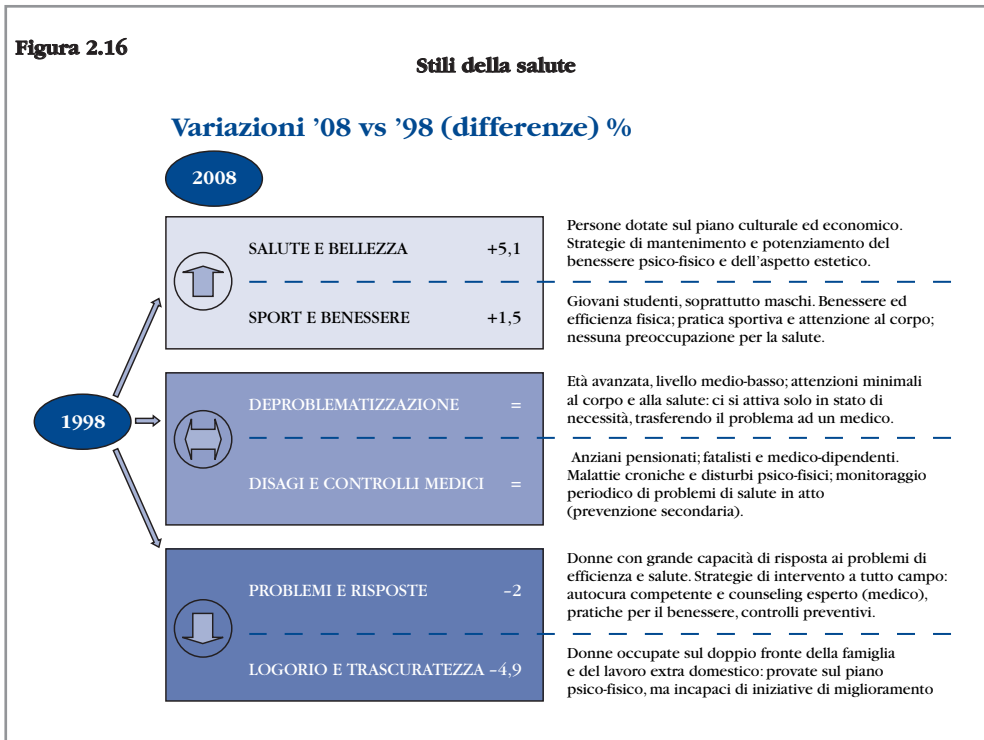 Figura 2.16
Stili della salute
Variazioni ’08 vs ’98 (differenze) %
2008
SALUTE E BELLEZZA +5,1
Persone dotate sul piano culturale ed economico.
Strategie di mantenimento e potenziamento del
benessere psico-fisico e dell’aspetto estetico.
SPORT E BENESSERE +1,5
Giovani studenti, soprattutto maschi. Benessere ed
efficienza fisica; pratica sportiva e attenzione al corpo;
nessuna preoccupazione per la salute.
1998
DEPROBLEMATIZZAZIONE =
Età avanzata, livello medio-basso; attenzioni minimali
al corpo e alla salute: ci si attiva solo in stato di
necessità, trasferendo il problema ad un medico.
DISAGI E CONTROLLI MEDICI =
Anziani pensionati; fatalisti e medico-dipendenti.
Malattie croniche e disturbi psico-fisici; monitoraggio
periodico di problemi di salute in atto
(prevenzione secondaria).
PROBLEMI E RISPOSTE –2
Donne con grande capacità di risposta ai problemi di
efficienza e salute. Strategie di intervento a tutto campo:
autocura competente e counseling esperto (medico),
pratiche per il benessere, controlli preventivi.
LOGORIO E TRASCURATEZZA –4,9
Donne occupate sul doppio fronte della famiglia
e del lavoro extra domestico: provate sul piano
psico-fisico, ma incapaci di iniziative di miglioramento